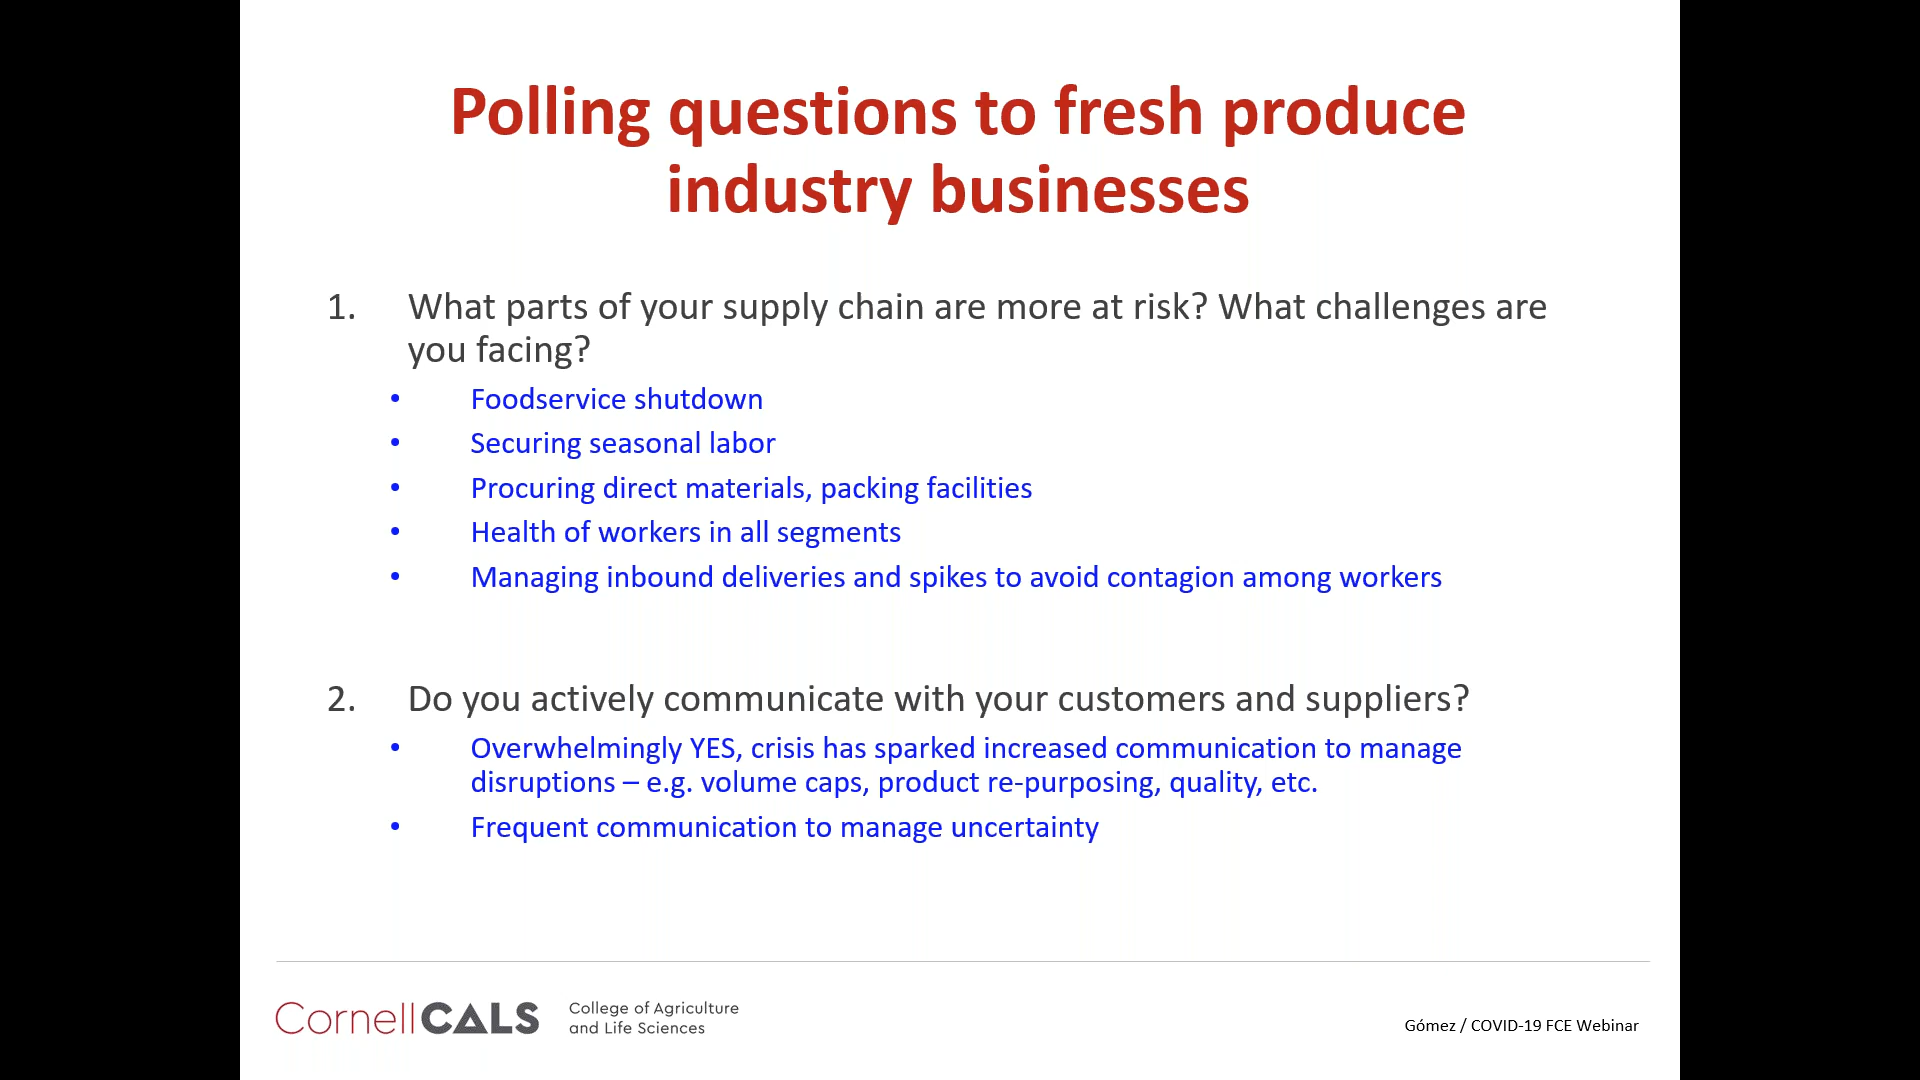 Polling questions to fresh produce
industry businesses
1. What parts of your supply chain are more at risk? What challenges are
you facing?
• Foodservice shutdown
• Securing seasonal labor
• Procuring direct materials, packing facilities
• Health of workers in all segments
• Managing inbound deliveries and spikes to avoid contagion among workers
2. Do you actively communicate with your customers and suppliers?
• Overwhelmingly YES, crisis has sparked increased communication to manage
disruptions – e.g. volume caps, product re-purposing, quality, etc.
• Frequent communication to manage uncertainty
CornellCALS
College of Agriculture
and Life Sciences
Gómez / COVID-19 FCE Webinar